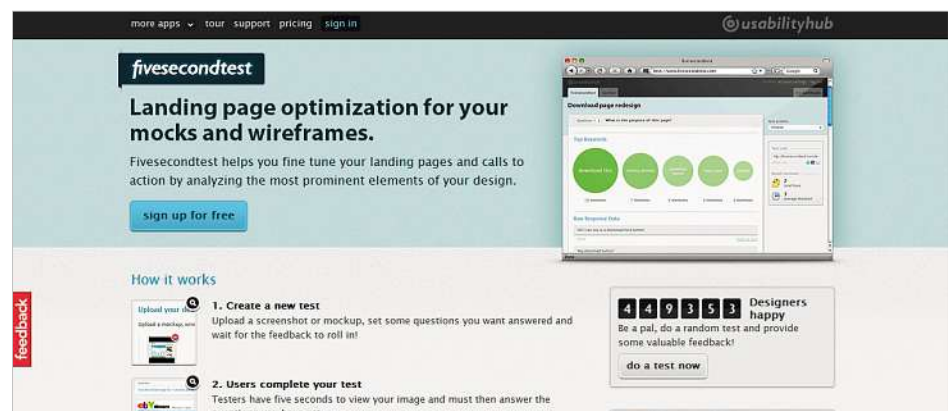 more apps tour support pricing sign in
usabilityhub
fivesecondtest
Landing page optimization for your
mocks and wireframes.
Fivesecondtest helps you fine tune your landing pages and calls to
action by analyzing the most prominent elements of your design.
sign up for free
Download page redesign
How it works
1. Create a new test
Upload a screenshot or mockup, set some questions you want answered and
wait for the feedback to roll in!
2. Users complete your test
Testers have five seconds to view your image and must then answer the
feedback
449353 Designers
happy
Be a pal, do a random test and provide
some valuable feedback!
do a test now